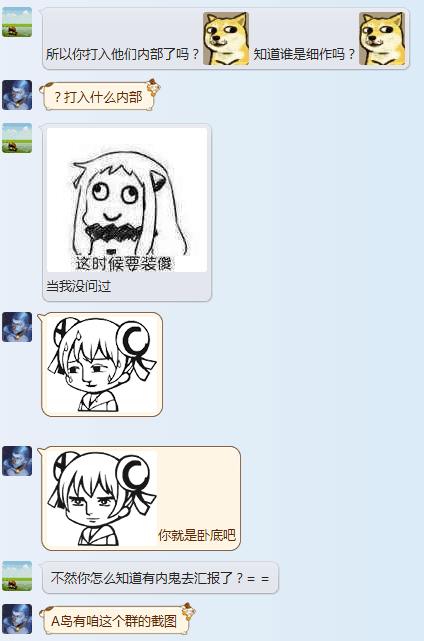 所以你打入他们内部了吗？ 知道谁是细作吗？
？打入什么内部
这时候要装傻
当我没问过
你就是卧底吧
不然你怎么知道有内鬼去汇报了？= =
A岛有咱这个群的截图